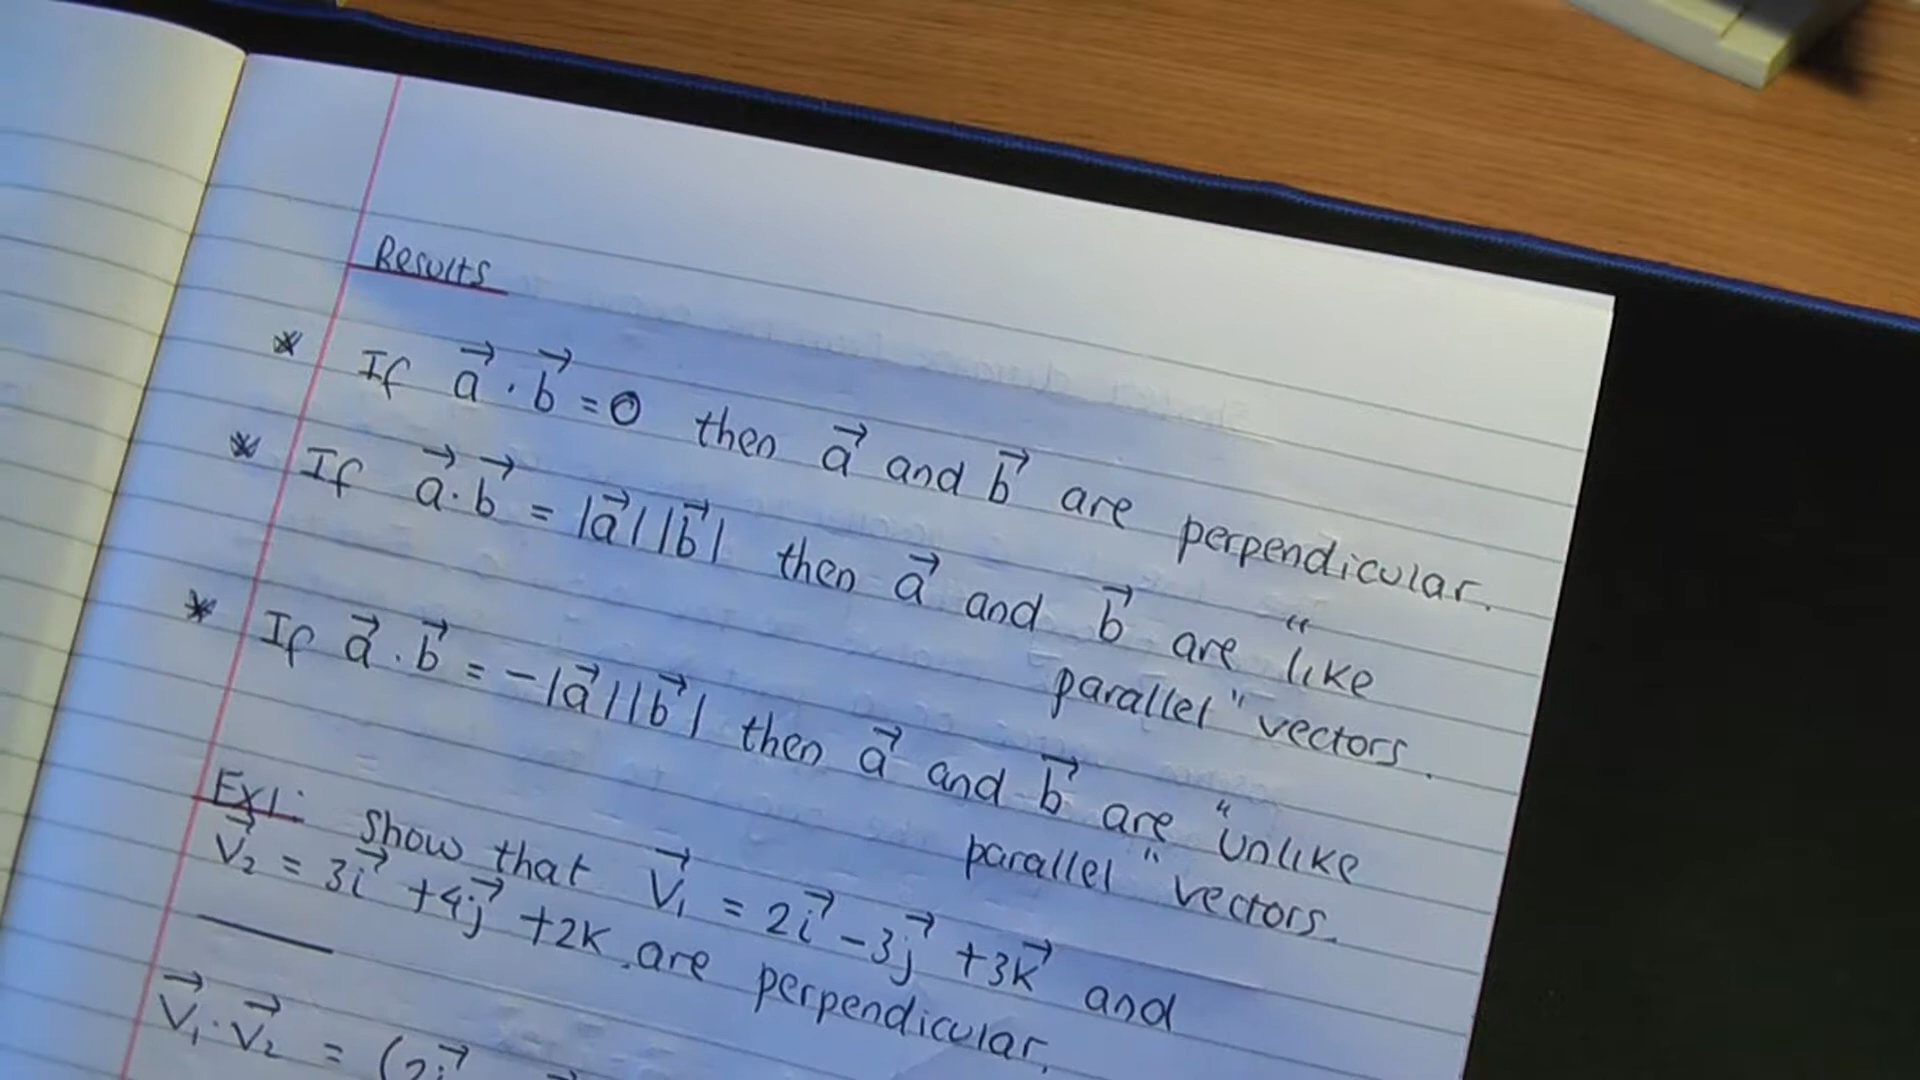 Results
* If a⃗ · b⃗ = 0 then a⃗ and b⃗ are perpendicular.
* If a⃗ · b⃗ = |a⃗| |b⃗| then a⃗ and b⃗ are "like
parallel" vectors.
* If a⃗ · b⃗ = -|a⃗| |b⃗| then a⃗ and b⃗ are "unlike
parallel" vectors.
Ex1: Show that V⃗₁ = 2i⃗ - 3j⃗ + 3k⃗ and
V⃗₂ = 3i⃗ + 4j⃗ + 2k are perpendicular.
V⃗₁ · V⃗₂ = (2i⃗